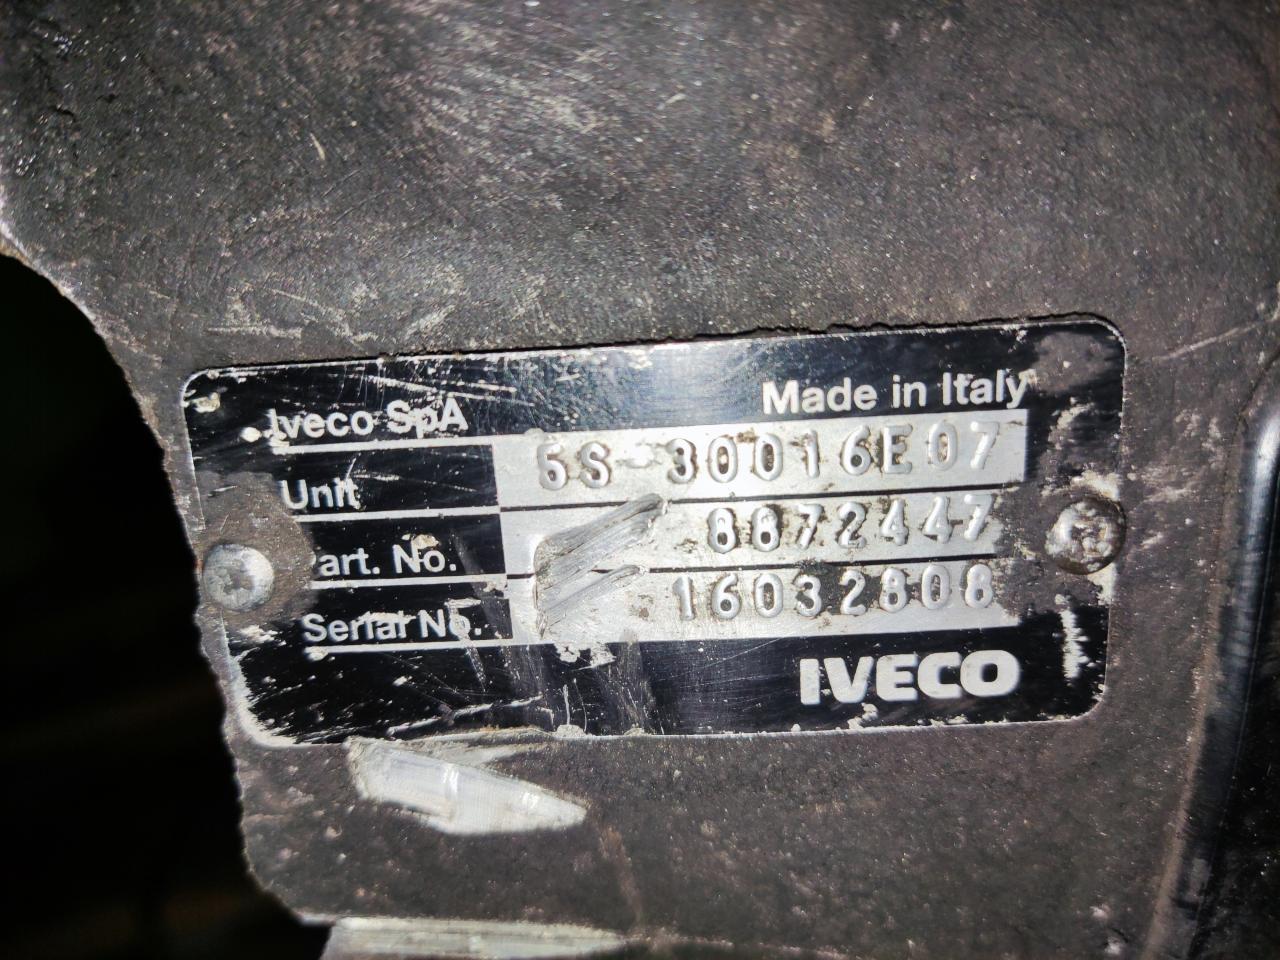 Iveco SpA Made in Italy
Unit 6S-30016E07
Part. No. 8872447
Serial No. 16032808
IVECO